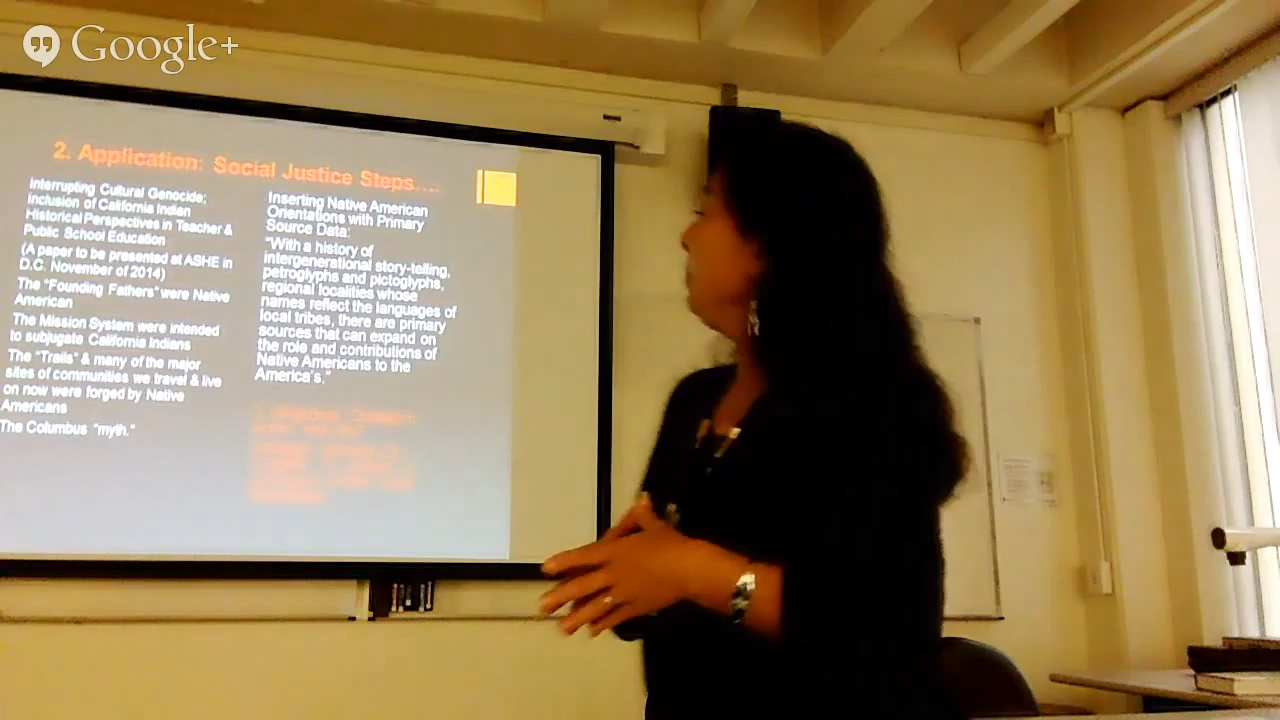 Google+
2. Application: Social Justice Steps....
Interrupting Cultural Genocide;
Inclusion of California Indian
Historical Perspectives in Teacher &
Public School Education
(A paper to be presented at ASHE in
D.C. November of 2014)
The "Founding Fathers" were Native
American
The Mission System were intended
to subjugate California Indians
The "Trails" & many of the major
sites of communities we travel & live
on now were forged by Native
Americans
The Columbus "myth."
Inserting Native American
Orientations with Primary
Source Data:
"With a history of
intergenerational story-telling,
petroglyphs and pictoglyphs,
regional localities whose
names reflect the languages of
local tribes, there are primary
sources that can expand on
the role and contributions of
Native Americans to the
America's."